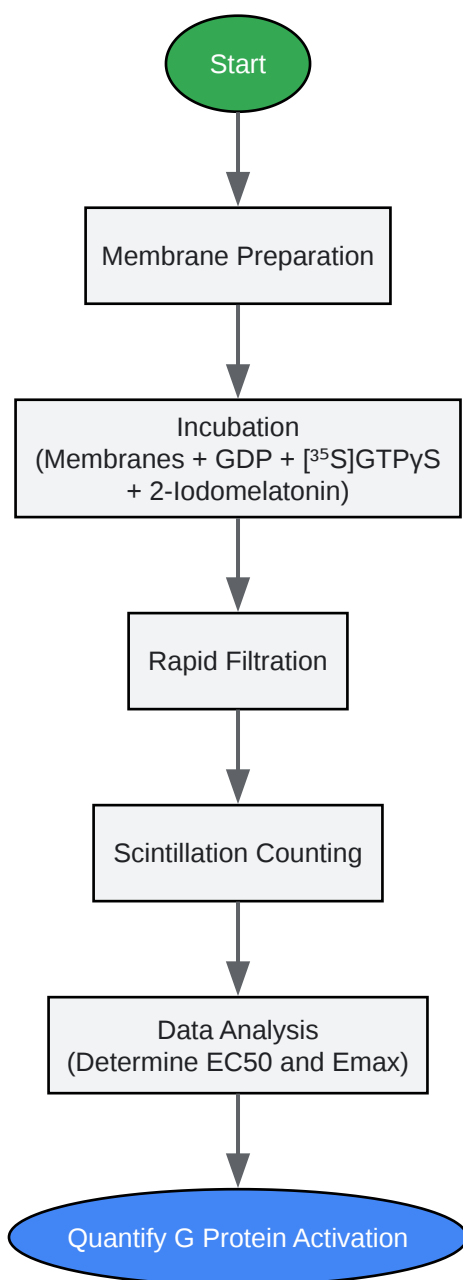 Start
Membrane Preparation
Incubation
(Membranes + GDP + [³⁵S]GTPγS
+ 2-Iodomelatonin)
Rapid Filtration
Scintillation Counting
Data Analysis
(Determine EC50 and Emax)
Quantify G Protein Activation